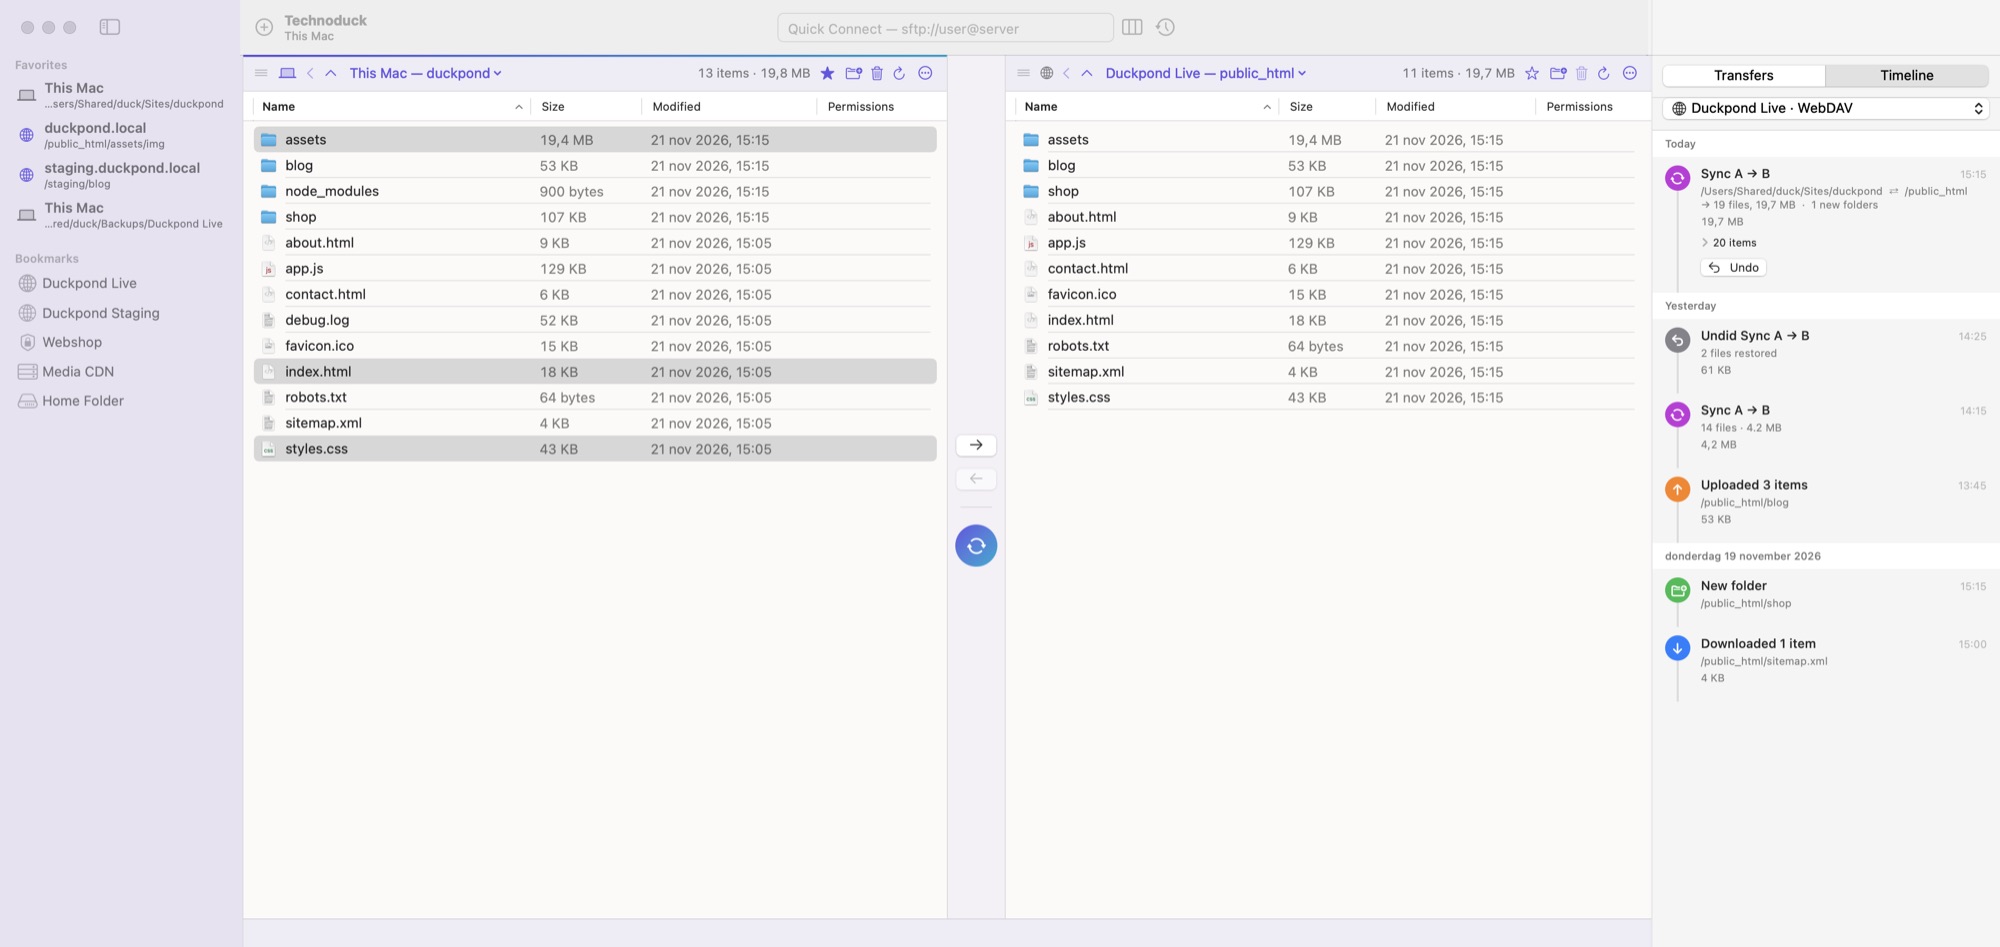 Technoduck
This Mac
Quick Connect — sftp://user@server
Favorites
This Mac
...sers/Shared/duck/Sites/duckpond
duckpond.local
/public_html/assets/img
staging.duckpond.local
/staging/blog
This Mac
...red/duck/Backups/Duckpond Live
Bookmarks
Duckpond Live
Duckpond Staging
Webshop
Media CDN
Home Folder
This Mac — duckpond
13 items · 19,8 MB
Name Size Modified Permissions
assets 19,4 MB 21 nov 2026, 15:15
blog 53 KB 21 nov 2026, 15:15
node_modules 900 bytes 21 nov 2026, 15:15
shop 107 KB 21 nov 2026, 15:15
about.html 9 KB 21 nov 2026, 15:05
app.js 129 KB 21 nov 2026, 15:05
contact.html 6 KB 21 nov 2026, 15:05
debug.log 52 KB 21 nov 2026, 15:05
favicon.ico 15 KB 21 nov 2026, 15:05
index.html 18 KB 21 nov 2026, 15:05
robots.txt 64 bytes 21 nov 2026, 15:05
sitemap.xml 4 KB 21 nov 2026, 15:05
styles.css 43 KB 21 nov 2026, 15:05
Duckpond Live — public_html
11 items · 19,7 MB
Name Size Modified Permissions
assets 19,4 MB 21 nov 2026, 15:15
blog 53 KB 21 nov 2026, 15:15
shop 107 KB 21 nov 2026, 15:15
about.html 9 KB 21 nov 2026, 15:15
app.js 129 KB 21 nov 2026, 15:15
contact.html 6 KB 21 nov 2026, 15:15
favicon.ico 15 KB 21 nov 2026, 15:15
index.html 18 KB 21 nov 2026, 15:15
robots.txt 64 bytes 21 nov 2026, 15:15
sitemap.xml 4 KB 21 nov 2026, 15:15
styles.css 43 KB 21 nov 2026, 15:15
Transfers Timeline
Duckpond Live · WebDAV
Today
Sync A → B 15:15
/Users/Shared/duck/Sites/duckpond ⇄ /public_html
→ 19 files, 19,7 MB · 1 new folders
19,7 MB
20 items
Undo
Yesterday
Undid Sync A → B 14:25
2 files restored
61 KB
Sync A → B 14:15
14 files · 4.2 MB
4,2 MB
Uploaded 3 items 13:45
/public_html/blog
53 KB
donderdag 19 november 2026
New folder 15:15
/public_html/shop
Downloaded 1 item 15:00
/public_html/sitemap.xml
4 KB